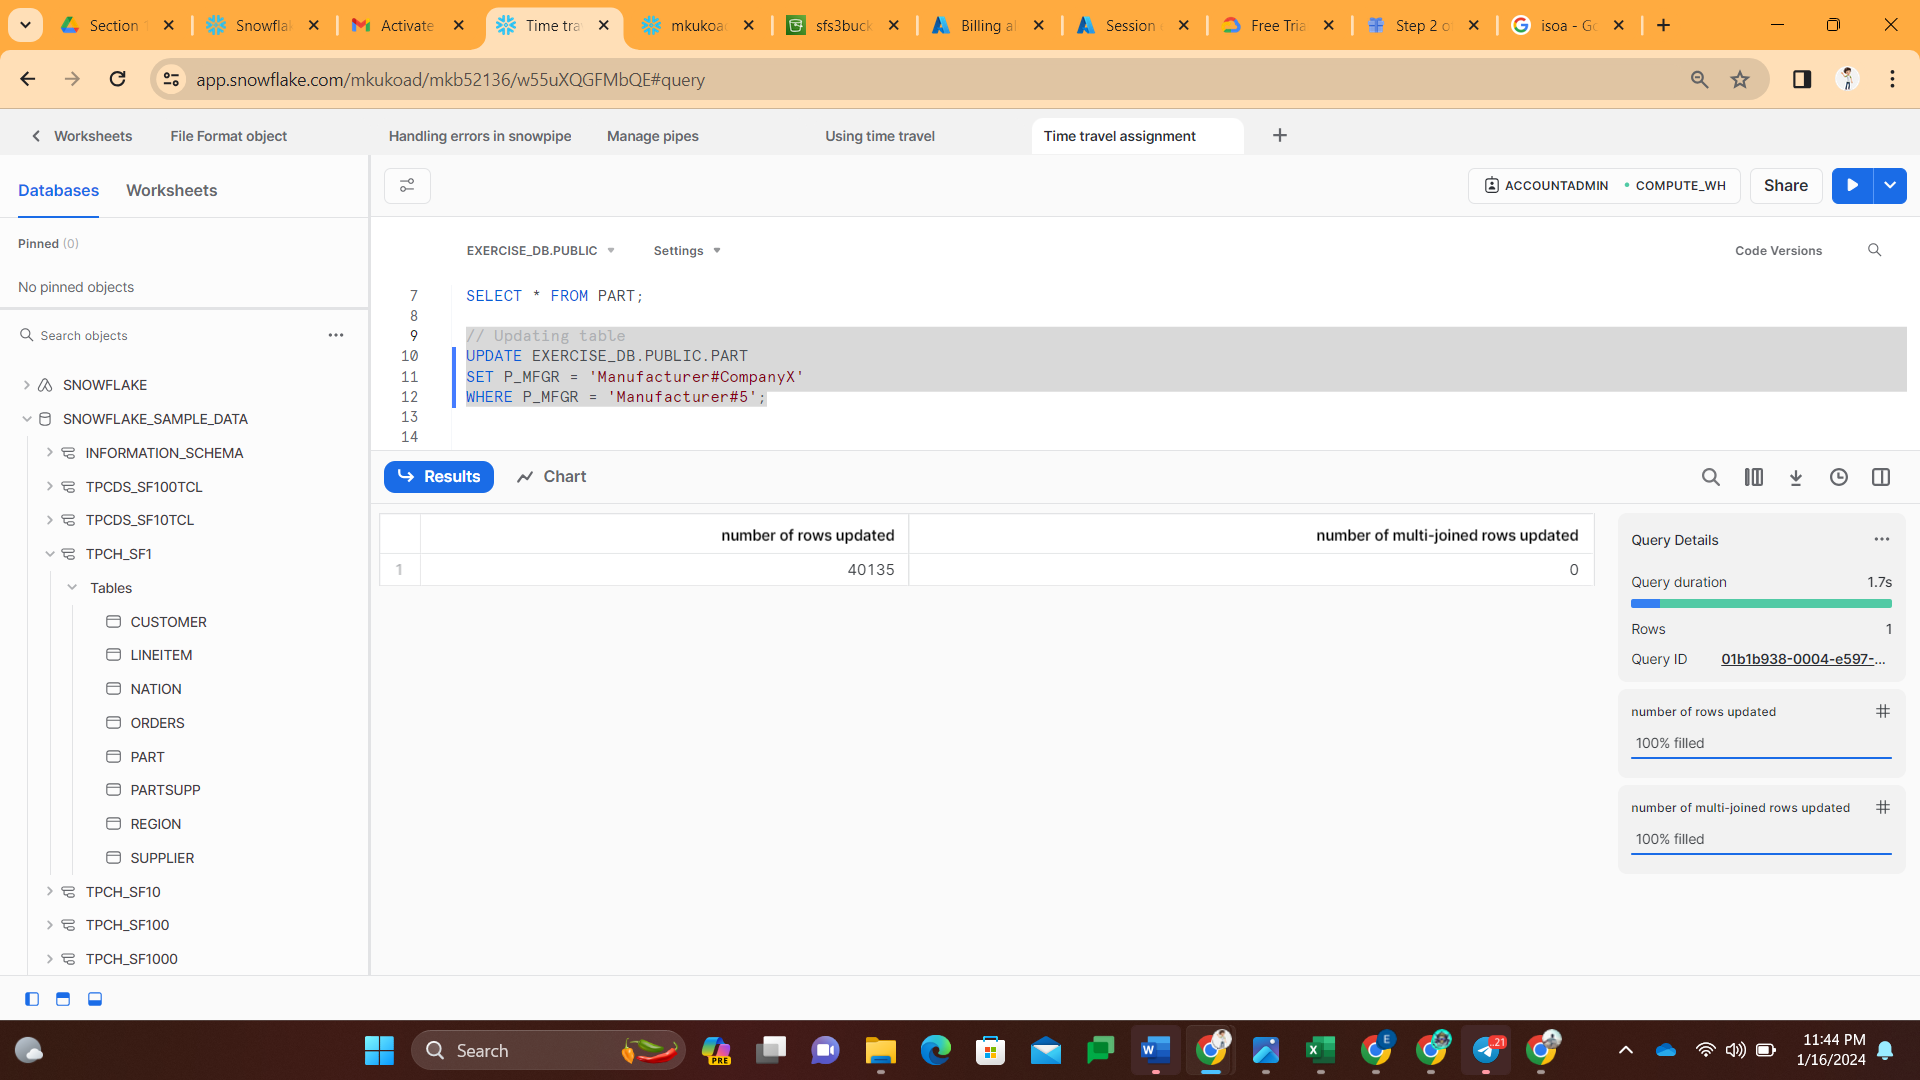 Section
Snowfla
Activate
Time tra
mkukoa
sfs3buck
Billing al
Session
Free Tria
Step 2 o
isoa - Go
app.snowflake.com/mkukoad/mkb52136/w55uXQGFMbQE#query
Worksheets
File Format object
Handling errors in snowpipe
Manage pipes
Using time travel
Time travel assignment
Databases
Worksheets
ACCOUNTADMIN
COMPUTE_WH
Share
Pinned (0)
No pinned objects
EXERCISE_DB.PUBLIC
Settings
Code Versions
7 SELECT * FROM PART;
8
9 // Updating table
10 UPDATE EXERCISE_DB.PUBLIC.PART
11 SET P_MFGR = 'Manufacturer#CompanyX'
12 WHERE P_MFGR = 'Manufacturer#5';
13
14
Search objects
SNOWFLAKE
SNOWFLAKE_SAMPLE_DATA
INFORMATION_SCHEMA
TPCDS_SF100TCL
TPCDS_SF10TCL
TPCH_SF1
Tables
CUSTOMER
LINEITEM
NATION
ORDERS
PART
PARTSUPP
REGION
SUPPLIER
TPCH_SF10
TPCH_SF100
TPCH_SF1000
Results
Chart
number of rows updated
number of multi-joined rows updated
1 40135 0
Query Details
Query duration 1.7s
Rows 1
Query ID 01b1b938-0004-e597-...
number of rows updated
100% filled
number of multi-joined rows updated
100% filled
Search
PRE
W
X
E
21
11:44 PM
1/16/2024